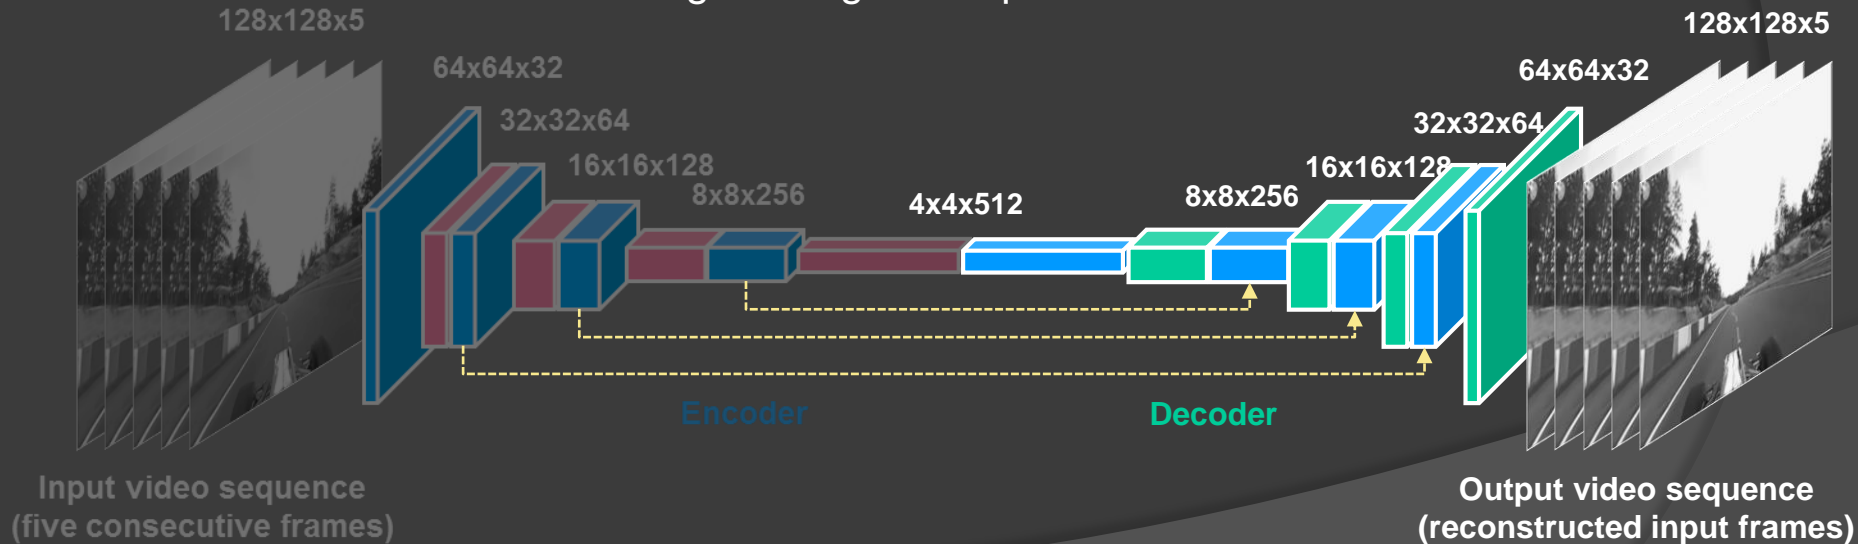 128x128x5
64x64x32
32x32x64
16x16x128
8x8x256
4x4x512
8x8x256
16x16x128
32x32x64
64x64x32
128x128x5
Encoder
Decoder
Input video sequence
(five consecutive frames)
Output video sequence
(reconstructed input frames)